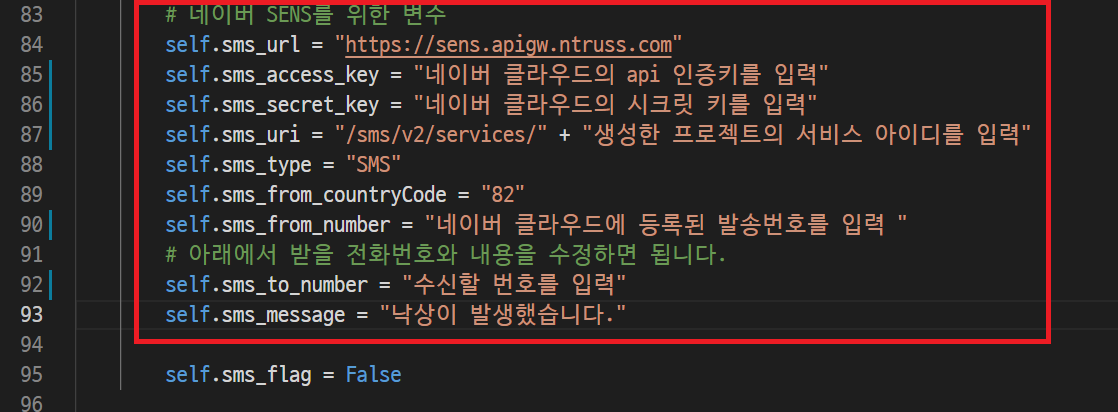 83 # 네이버 SENS를 위한 변수
84 self.sms_url = "https://sens.apigw.ntruss.com"
85 self.sms_access_key = "네이버 클라우드의 api 인증키를 입력"
86 self.sms_secret_key = "네이버 클라우드의 시크릿 키를 입력"
87 self.sms_uri = "/sms/v2/services/" + "생성한 프로젝트의 서비스 아이디를 입력"
88 self.sms_type = "SMS"
89 self.sms_from_countryCode = "82"
90 self.sms_from_number = "네이버 클라우드에 등록된 발송번호를 입력 "
91 # 아래에서 받을 전화번호와 내용을 수정하면 됩니다.
92 self.sms_to_number = "수신할 번호를 입력"
93 self.sms_message = "낙상이 발생했습니다."
94
95 self.sms_flag = False
96